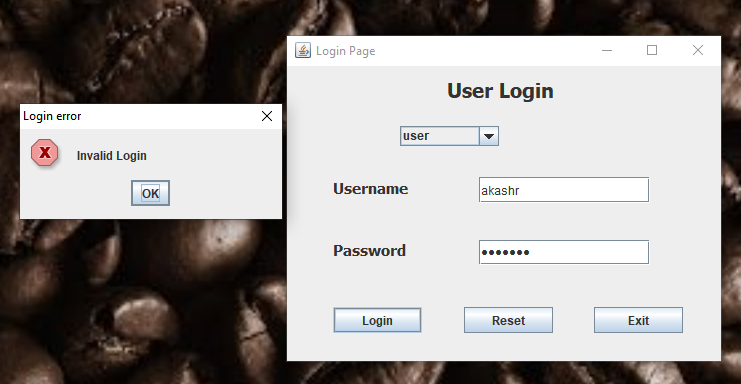 Login error
Invalid Login
OK
Login Page
User Login
user
Username
akashr
Password
•••••••
Login
Reset
Exit